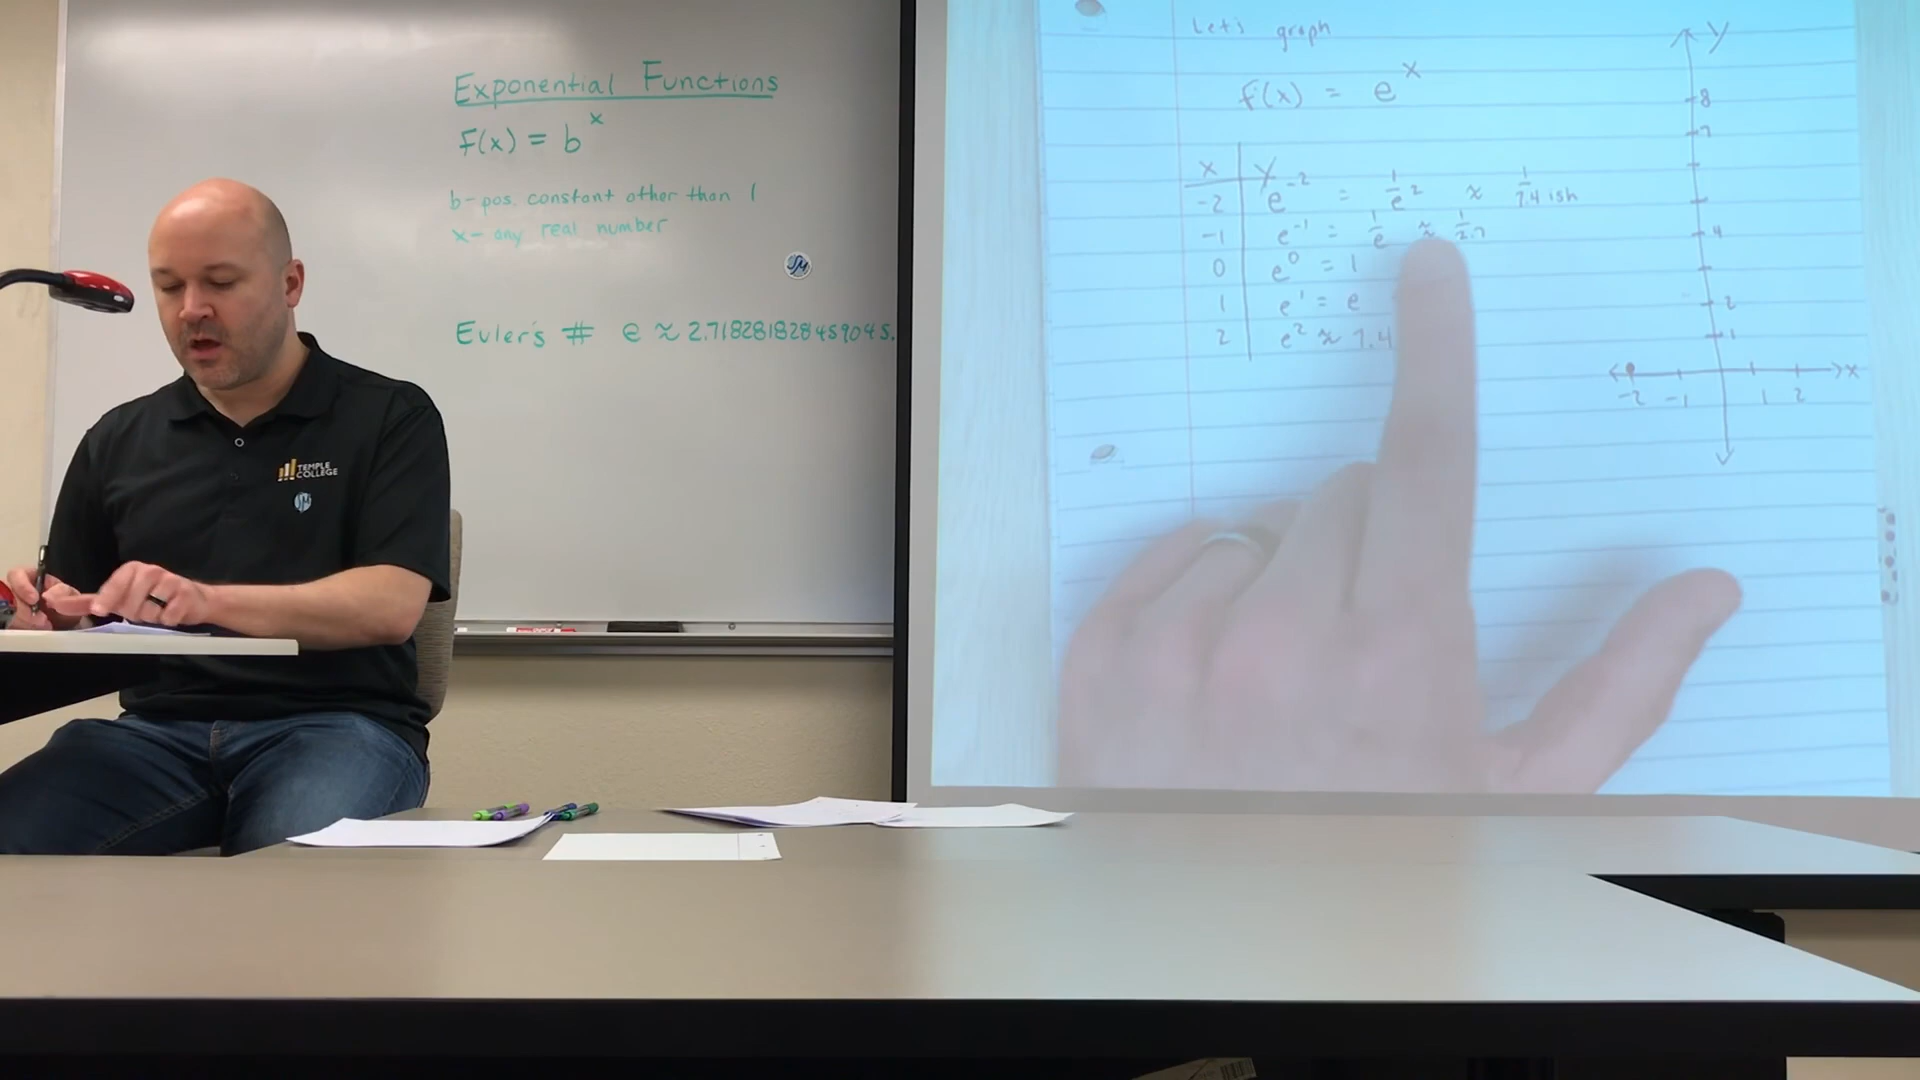 Exponential Functions
F(x) = b^x
b - pos. constant other than 1
x - any real number
SM
Euler's # e ≈ 2.718281828459045.
TEMPLE
COLLEGE
SM
Let's graph
f(x) = e^x
x y
-2 e^-2 = 1/e^2 ≈ 1/7.4 ish
-1 e^-1 = 1/e ≈ 1/2.7
0 e^0 = 1
1 e^1 = e
2 e^2 ≈ 7.4
y
8
7
4
2
1
x
-2 -1 1 2